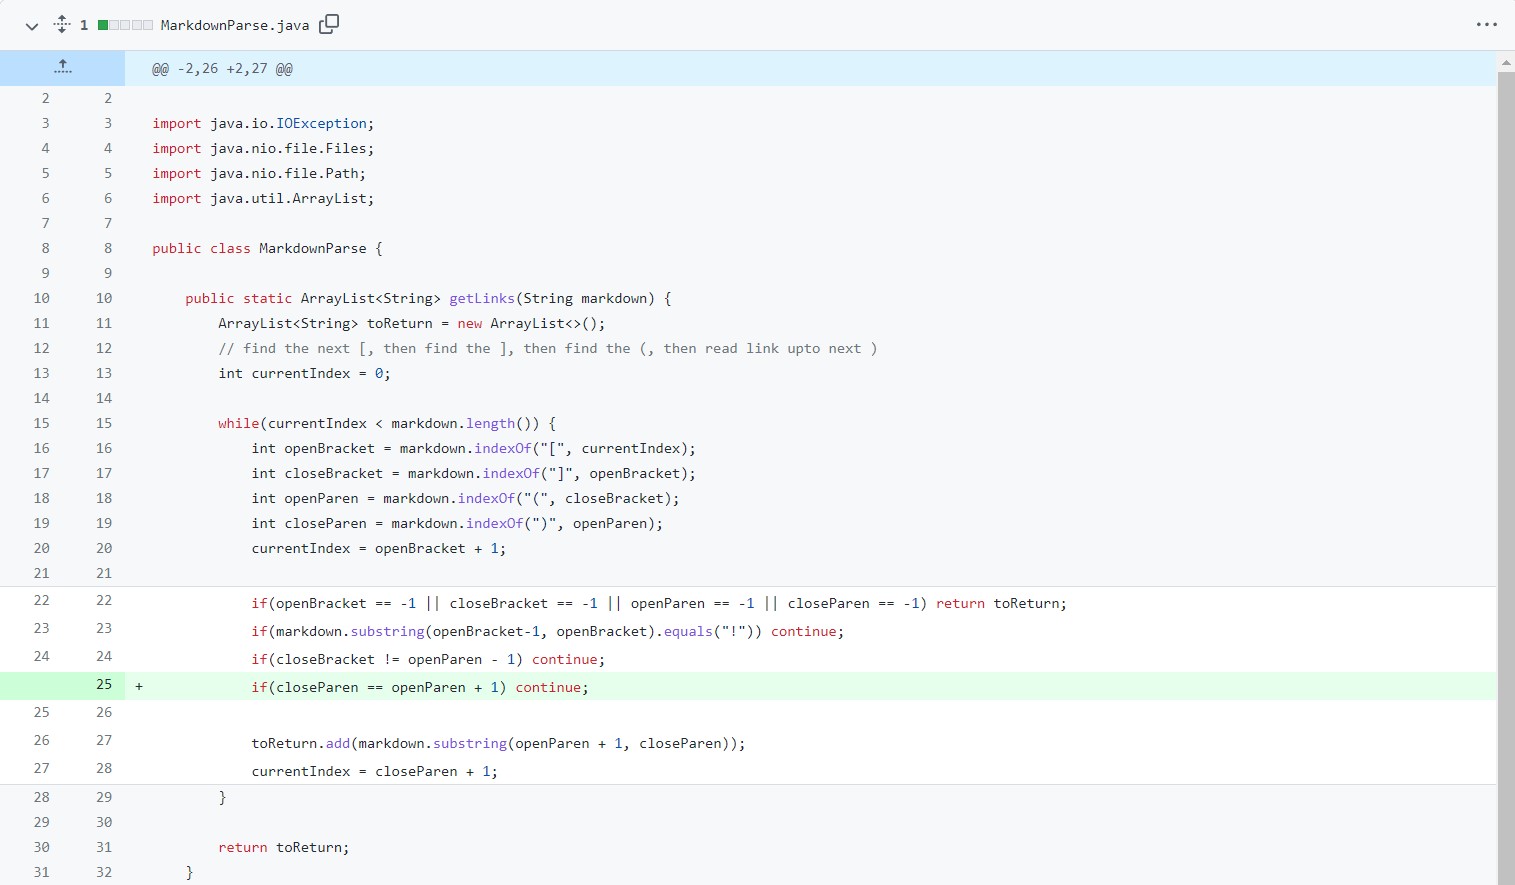 1 MarkdownParse.java
@@ -2,26 +2,27 @@
2 2
3 3 import java.io.IOException;
4 4 import java.nio.file.Files;
5 5 import java.nio.file.Path;
6 6 import java.util.ArrayList;
7 7
8 8 public class MarkdownParse {
9 9
10 10 public static ArrayList<String> getLinks(String markdown) {
11 11 ArrayList<String> toReturn = new ArrayList<>();
12 12 // find the next [, then find the ], then find the (, then read link upto next )
13 13 int currentIndex = 0;
14 14
15 15 while(currentIndex < markdown.length()) {
16 16 int openBracket = markdown.indexOf("[", currentIndex);
17 17 int closeBracket = markdown.indexOf("]", openBracket);
18 18 int openParen = markdown.indexOf("(", closeBracket);
19 19 int closeParen = markdown.indexOf(")", openParen);
20 20 currentIndex = openBracket + 1;
21 21
22 22 if(openBracket == -1 || closeBracket == -1 || openParen == -1 || closeParen == -1) return toReturn;
23 23 if(markdown.substring(openBracket-1, openBracket).equals("!")) continue;
24 24 if(closeBracket != openParen - 1) continue;
25 + if(closeParen == openParen + 1) continue;
25 26
26 27 toReturn.add(markdown.substring(openParen + 1, closeParen));
27 28 currentIndex = closeParen + 1;
28 29 }
29 30
30 31 return toReturn;
31 32 }